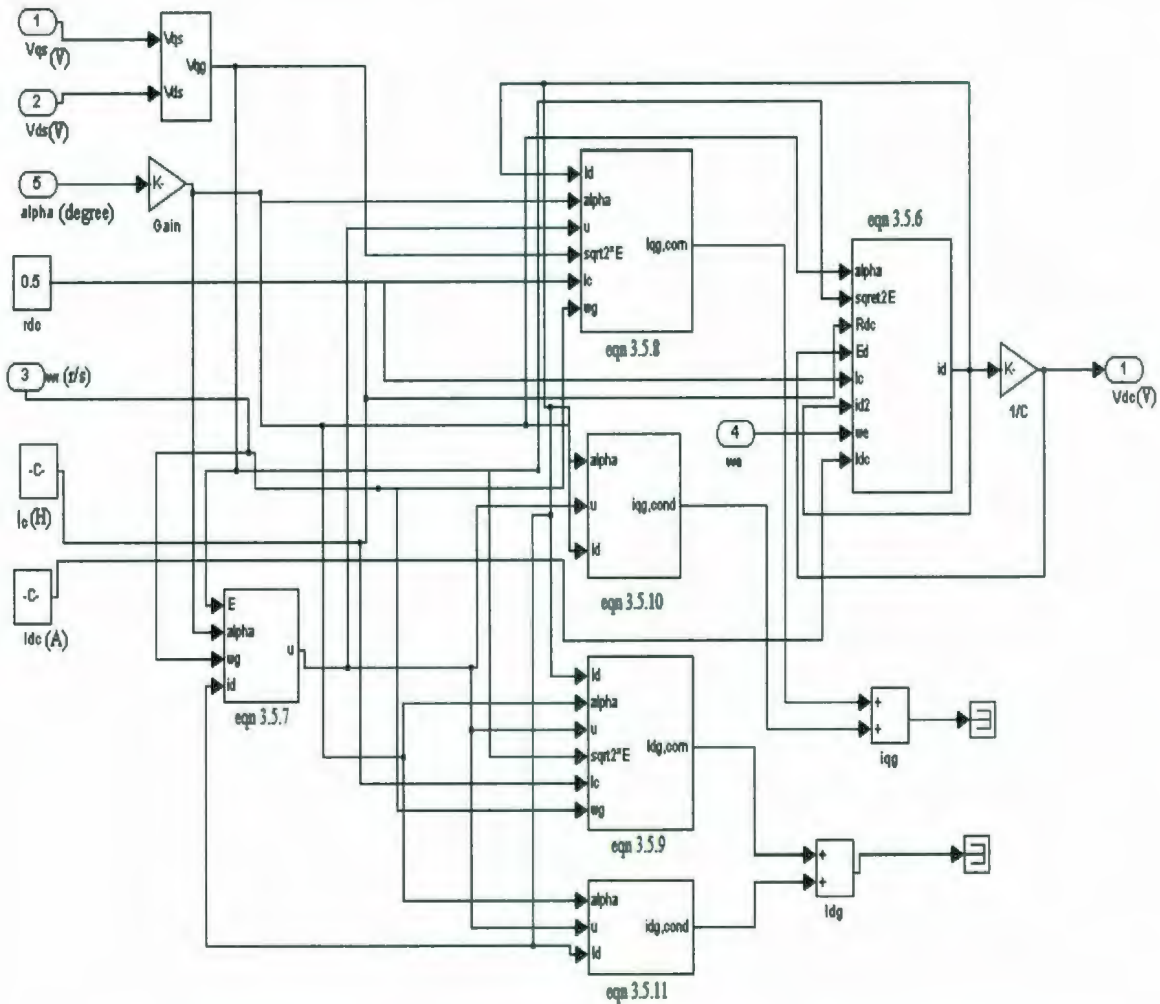 1
Vqs (V)
2
Vds (V)
Vqs
Vds
Vqg
5
alpha (degree)
K-
Gain
0.5
rdc
3
wr (r/s)
-C-
lc (H)
-C-
Idc (A)
E
alpha
wg
id
u
eqn 3.5.7
Id
alpha
u
sqrt2*E
lc
wg
Iqg,com
eqn 3.5.8
alpha
u
Id
iqg,cond
eqn 3.5.10
Id
alpha
u
sqrt2*E
lc
wg
Idg,com
eqn 3.5.9
alpha
u
Id
idg,cond
eqn 3.5.11
eqn 3.5.6
alpha
sqret2E
Rdc
Ed
lc
id2
we
Idc
id
4
we
K-
1/C
1
Vdc(V)
+
+
iqg
+
+
Idg